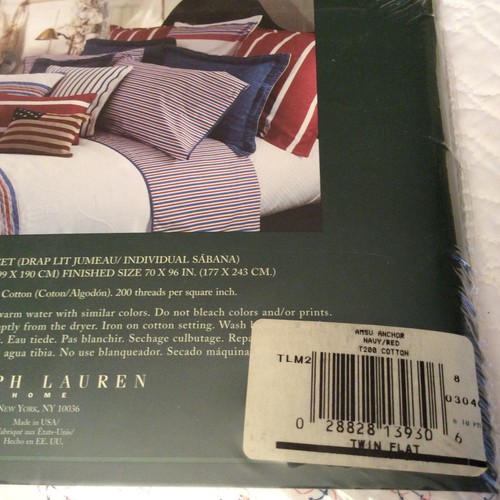 ET (DRAP LIT JUMEAU/ INDIVIDUAL SÁBANA)
99 X 190 CM) FINISHED SIZE 70 X 96 IN. (177 X 243 CM.)
Cotton (Coton/Algodón). 200 threads per square inch.
warm water with similar colors. Do not bleach colors and/or prints.
ptly from the dryer. Iron on cotton setting. Wash
. Eau tiede. Pas blanchir. Sechage culbutage. Repa
agua tibia. No use blanqueador. Secado máquina
PH LAUREN
HOME
NEW YORK, NY 10036
Made in USA/
Fabriqué aux États-Unis/
Hecho en EE. UU.
AMSU ANCHOR
NAVY/RED
T200 COTTON
TLM2
8
0304
0 28828 13930 6
TWIN FLAT